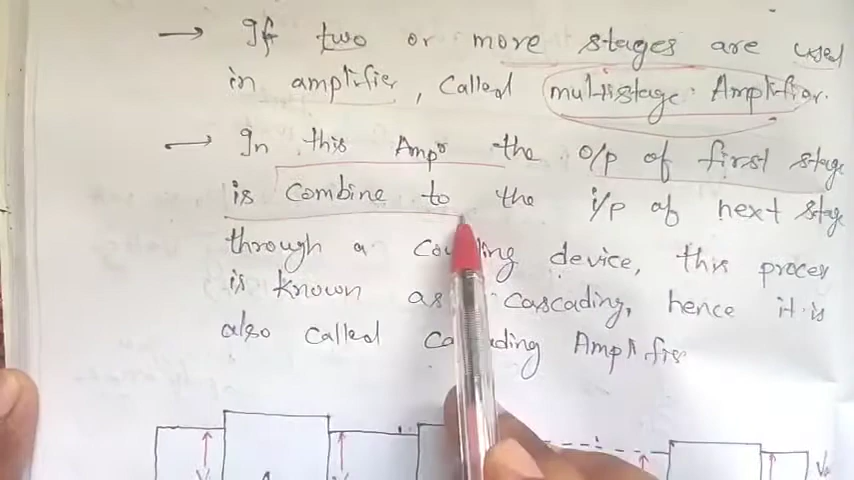 → If two or more stages are used
in amplifier, Called multistage Amplifier.
→ In this Ampr the o/p of first stage
is Combine to the i/p of next stage
through a device, this proces
is known as cascading, hence it is
also called Amplifie